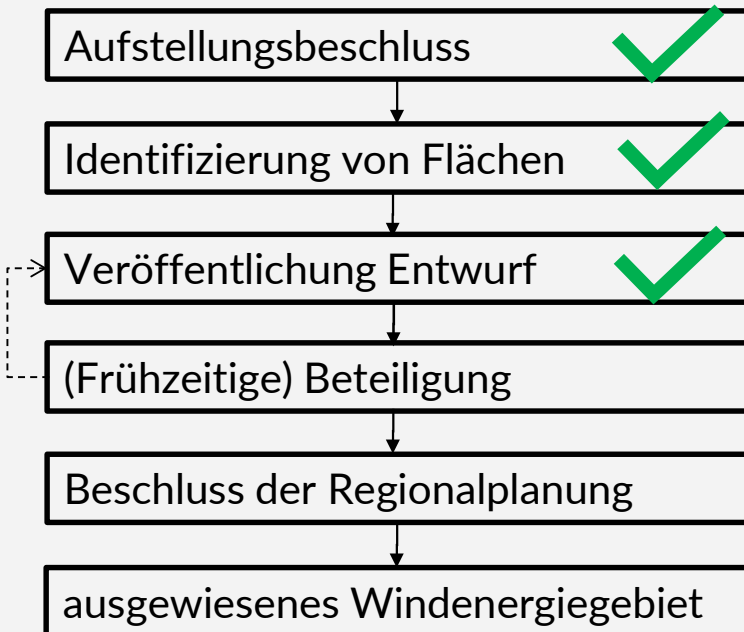 Aufstellungsbeschluss
Identifizierung von Flächen
Veröffentlichung Entwurf
(Frühzeitige) Beteiligung
Beschluss der Regionalplanung
ausgewiesenes Windenergiegebiet